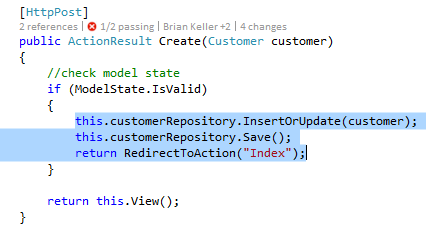 [HttpPost]
2 references | 1/2 passing | Brian Keller +2 | 4 changes
public ActionResult Create(Customer customer)
{
    //check model state
    if (ModelState.IsValid)
    {
        this.customerRepository.InsertOrUpdate(customer);
        this.customerRepository.Save();
        return RedirectToAction("Index");
    }

    return this.View();
}